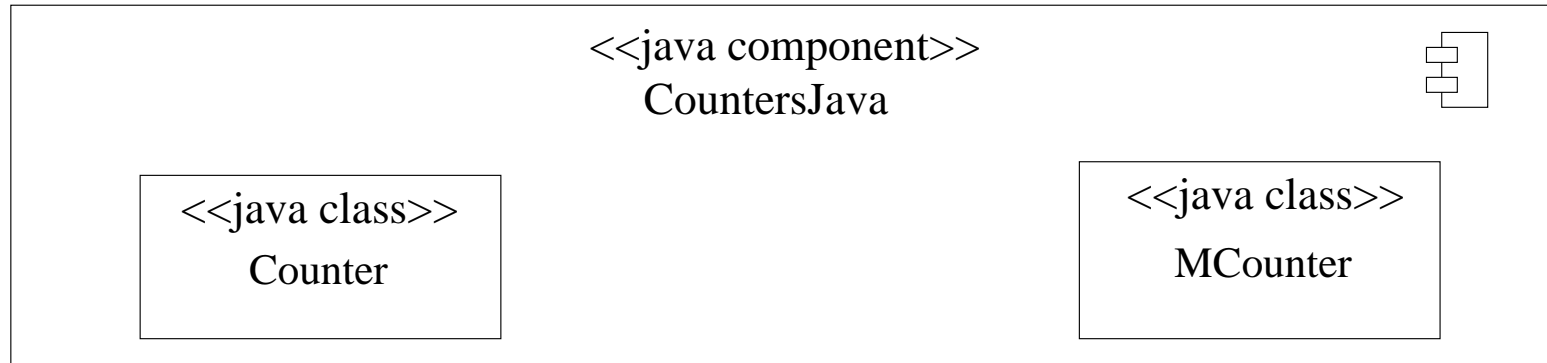 <<java component>>
CountersJava
<<java class>>
Counter
<<java class>>
MCounter